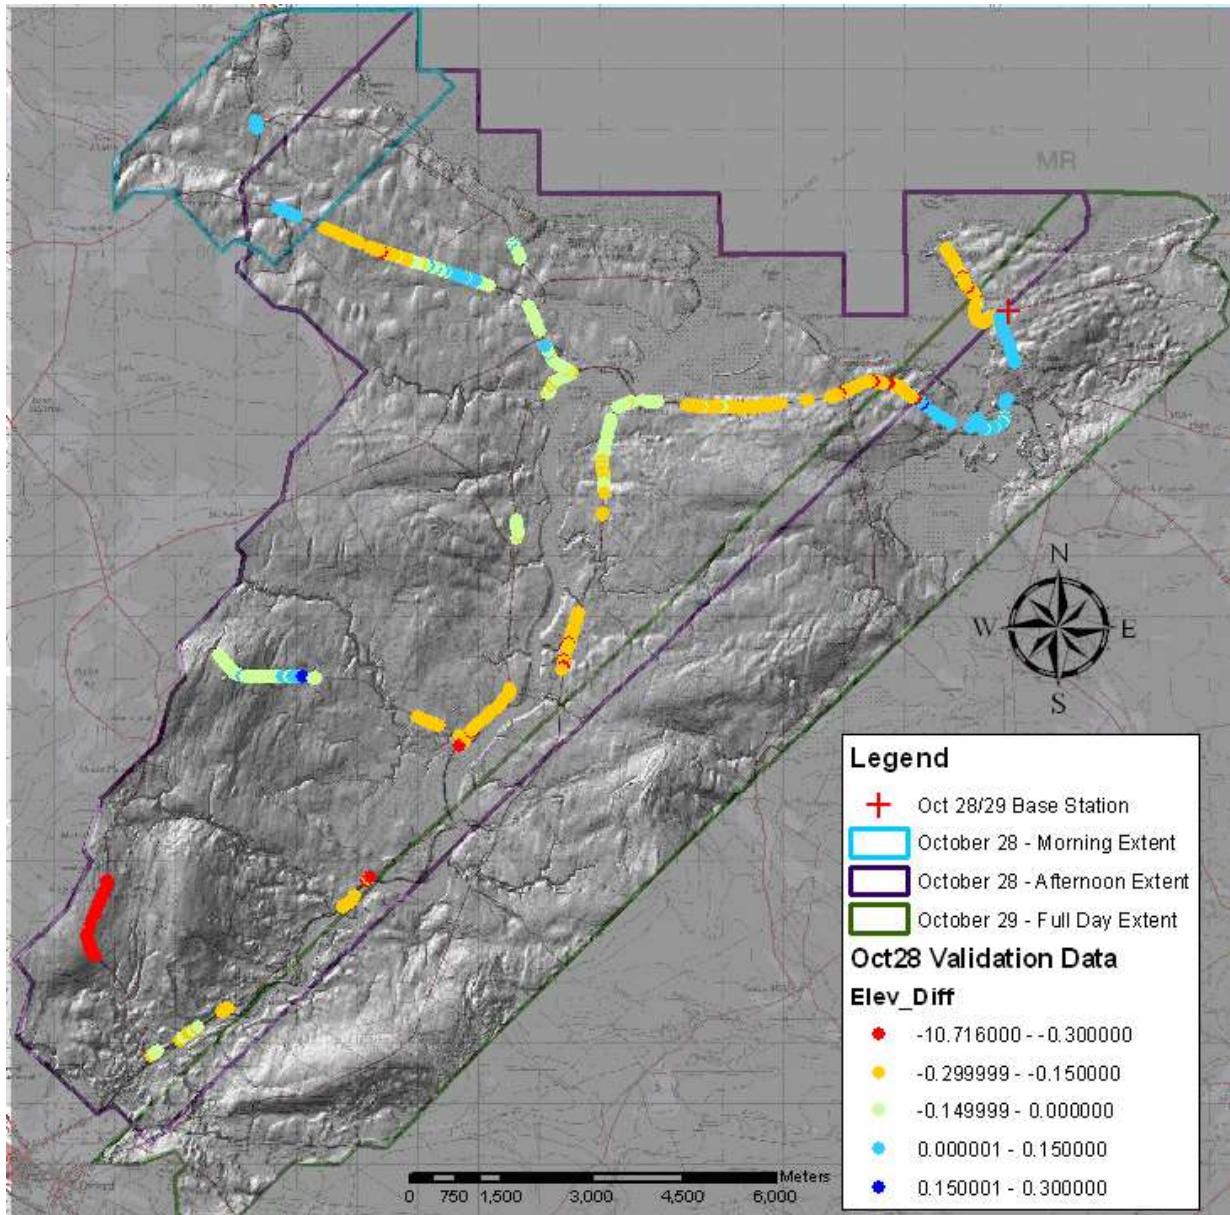 MR
N
W E
S
Legend
Oct 28/29 Base Station
October 28 - Morning Extent
October 28 - Afternoon Extent
October 29 - Full Day Extent
Oct28 Validation Data
Elev_Diff
-10.716000 - -0.300000
-0.299999 - -0.150000
-0.149999 - 0.000000
0.000001 - 0.150000
0.150001 - 0.300000
Meters
0 750 1,500 3,000 4,500 6,000